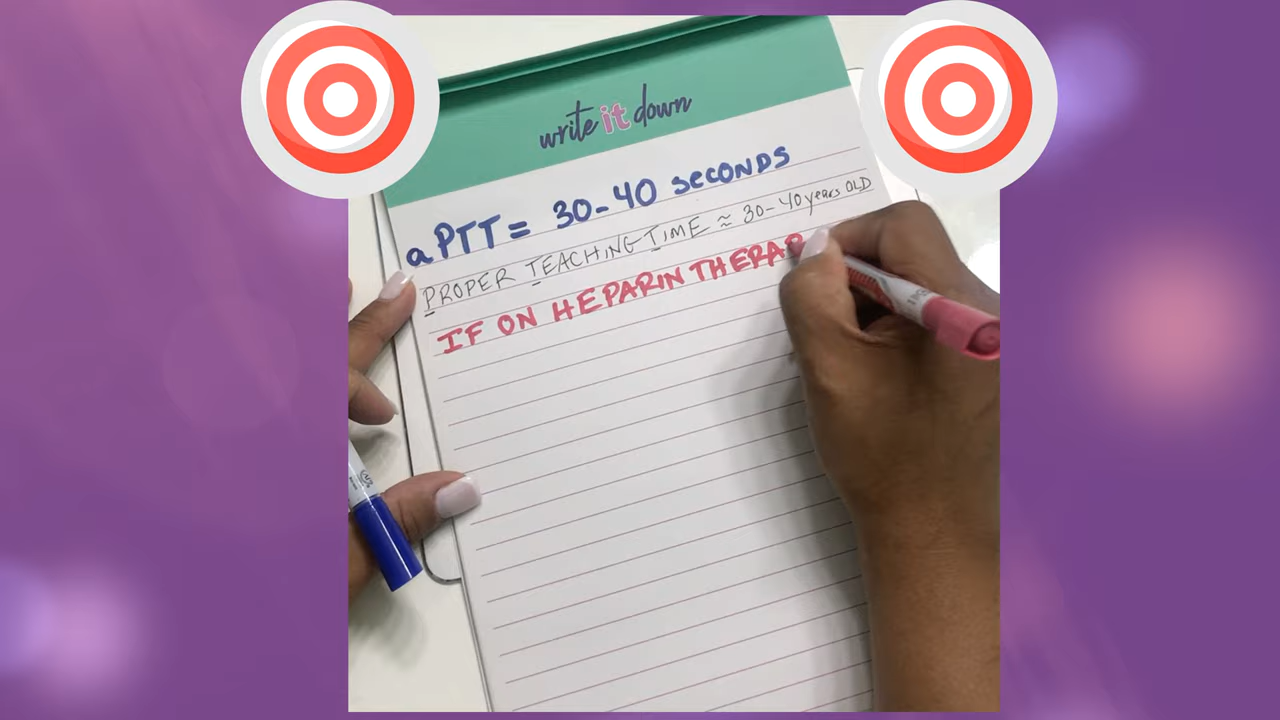 write it down
aPTT = 30-40 seconds
PROPER TEACHING TIME ≈ 30-40 years OLD
IF ON HEPARIN THERAP